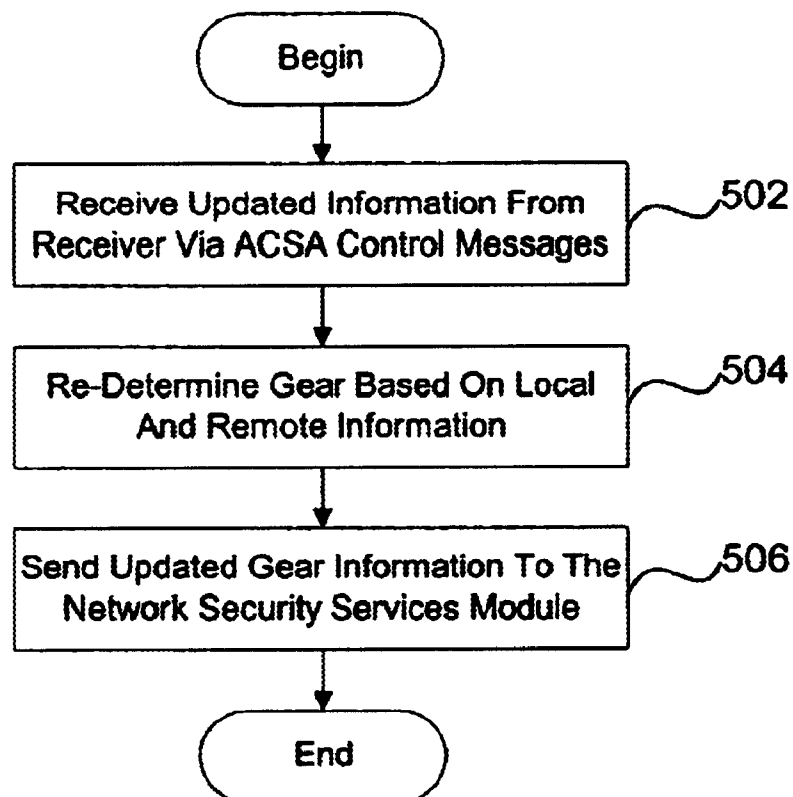 Begin
Receive Updated Information From
Receiver Via ACSA Control Messages
502
Re-Determine Gear Based On Local
And Remote Information
504
Send Updated Gear Information To The
Network Security Services Module
506
End